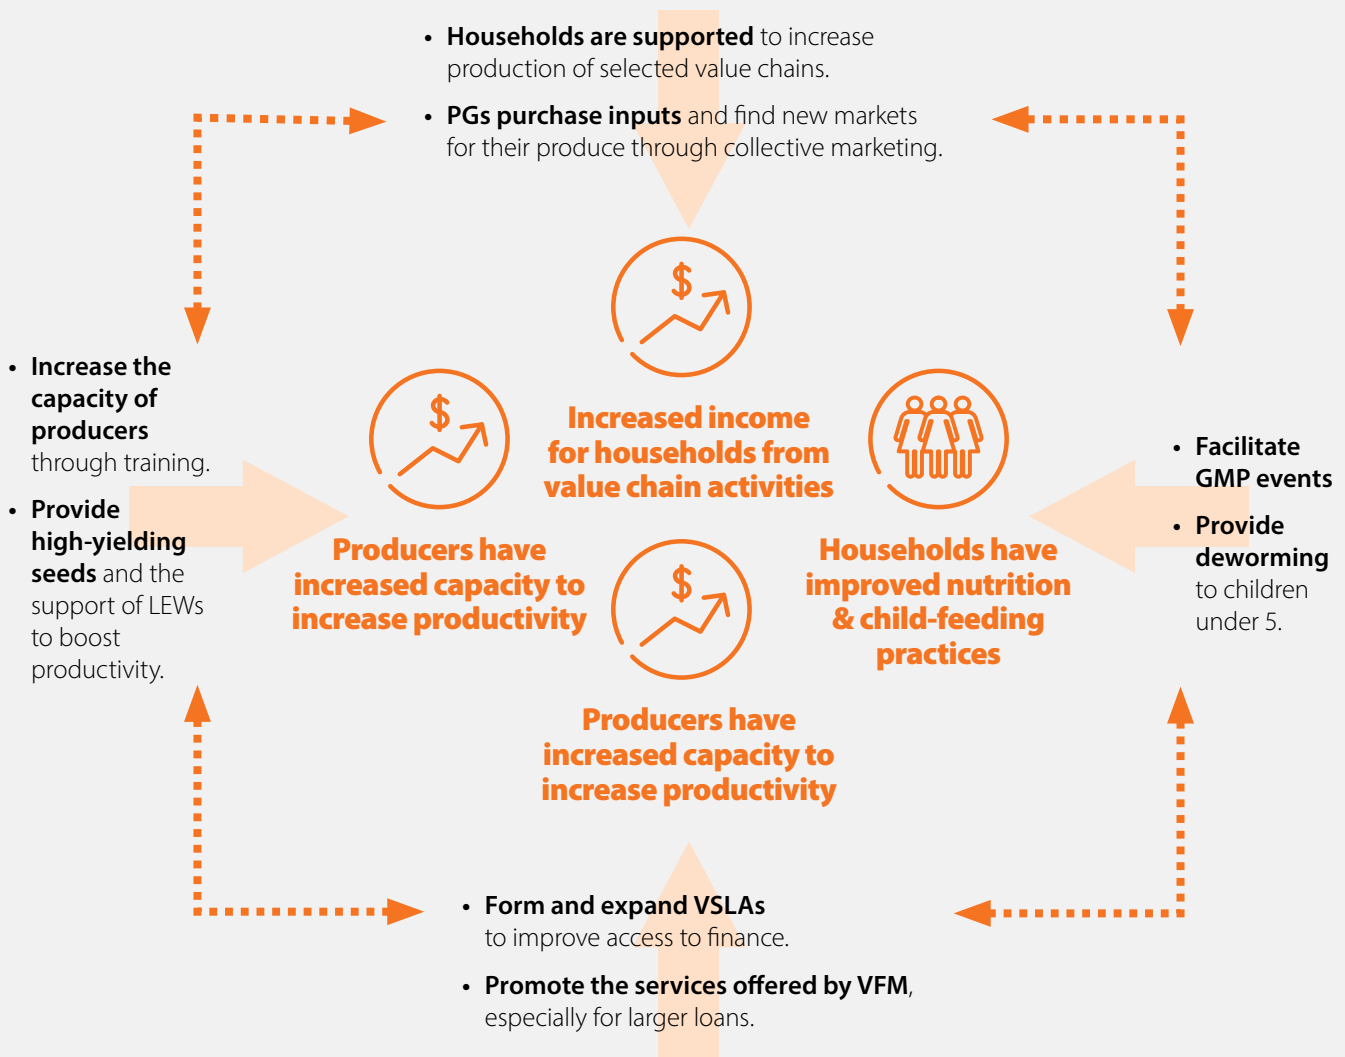 • Households are supported to increase
production of selected value chains.
• PGs purchase inputs and find new markets
for their produce through collective marketing.
• Increase the
capacity of
producers
through training.
• Provide
high-yielding
seeds and the
support of LEWs
to boost
productivity.
$
Increased income
for households from
value chain activities
$
Producers have
increased capacity to
increase productivity
Households have
improved nutrition
& child-feeding
practices
$
Producers have
increased capacity to
increase productivity
• Facilitate
GMP events
• Provide
deworming
to children
under 5.
• Form and expand VSLAs
to improve access to finance.
• Promote the services offered by VFM,
especially for larger loans.